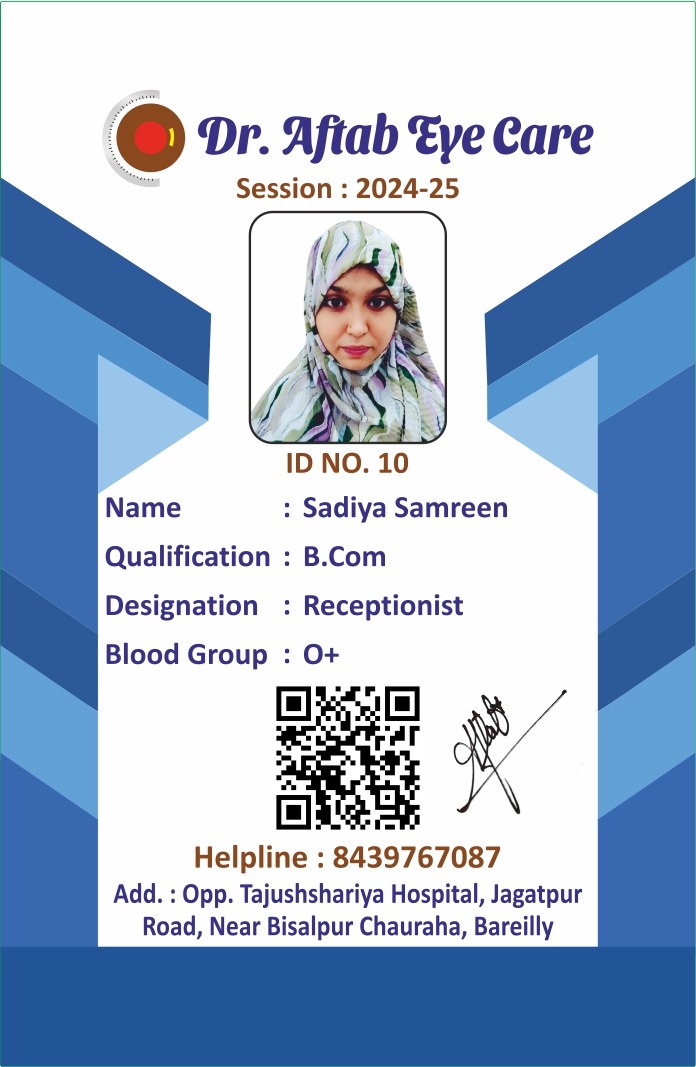 Dr. Aftab Eye Care
Session : 2024-25
ID NO. 10
Name : Sadiya Samreen
Qualification : B.Com
Designation : Receptionist
Blood Group : O+
Helpline : 8439767087
Add. : Opp. Tajushshariya Hospital, Jagatpur
Road, Near Bisalpur Chauraha, Bareilly